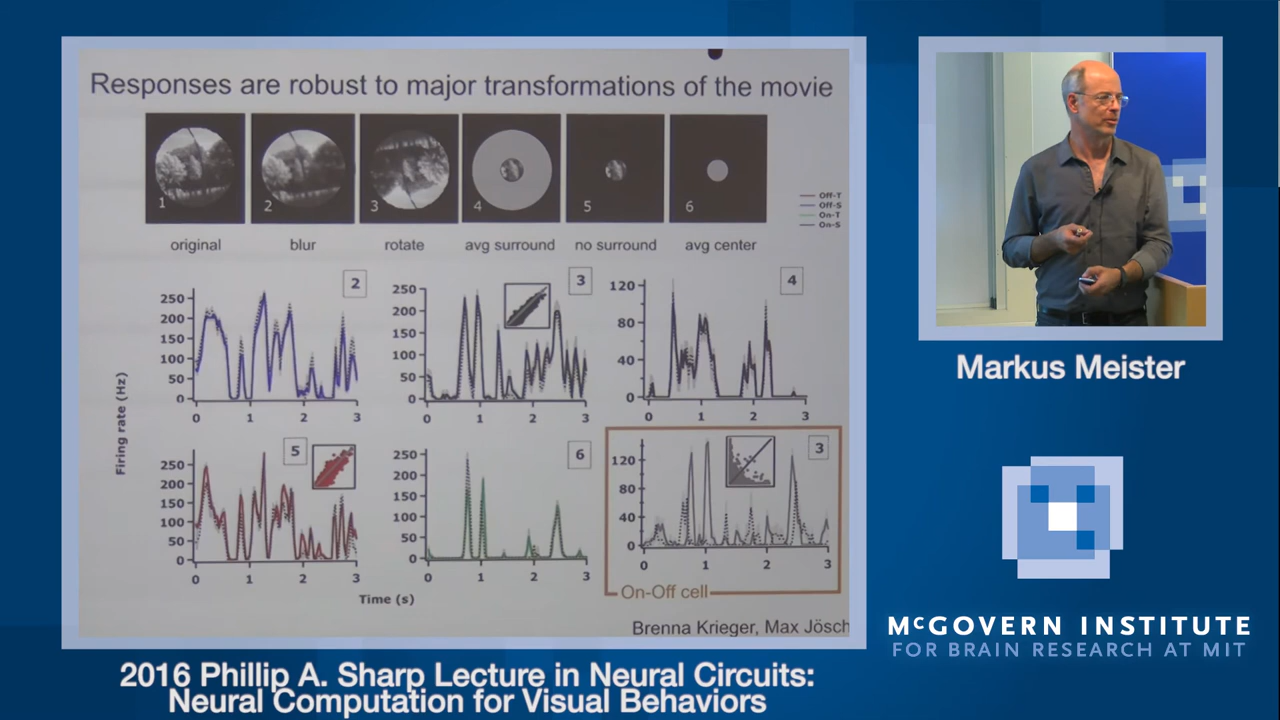 Responses are robust to major transformations of the movie
1 2 3 4 5 6
original blur rotate avg surround no surround avg center
Off-T
Off-S
On-T
On-S
Firing rate (Hz)
2
250
200
150
100
50
0
0 1 2 3
3
250
200
150
100
50
0
0 1 2 3
4
120
80
40
0
0 1 2 3
5
250
200
150
100
50
0
0 1 2 3
6
250
200
150
100
50
0
0 1 2 3
3
120
80
40
0
0 1 2 3
On-Off cell
Time (s)
Brenna Krieger, Max Jösch
Markus Meister
McGOVERN INSTITUTE
FOR BRAIN RESEARCH AT MIT
2016 Phillip A. Sharp Lecture in Neural Circuits:
Neural Computation for Visual Behaviors